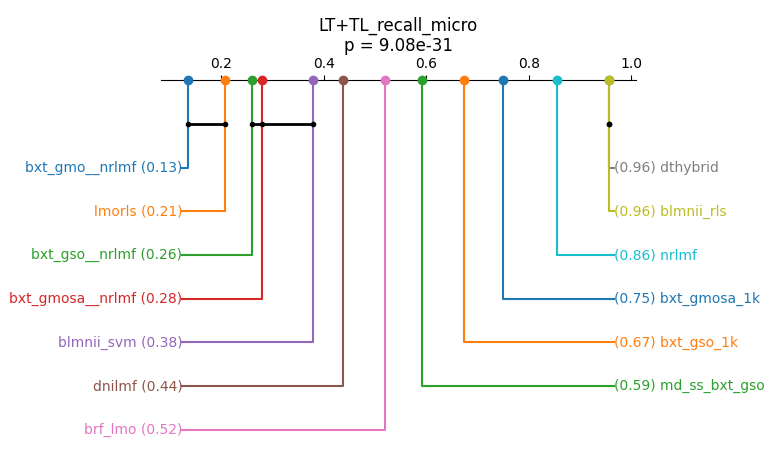 LT+TL_recall_micro
p = 9.08e-31
0.2 0.4 0.6 0.8 1.0
bxt_gmo__nrlmf (0.13) (0.96) dthybrid
lmorls (0.21) (0.96) blmnii_rls
bxt_gso__nrlmf (0.26) (0.86) nrlmf
bxt_gmosa__nrlmf (0.28) (0.75) bxt_gmosa_1k
blmnii_svm (0.38) (0.67) bxt_gso_1k
dnilmf (0.44) (0.59) md_ss_bxt_gso
brf_lmo (0.52)